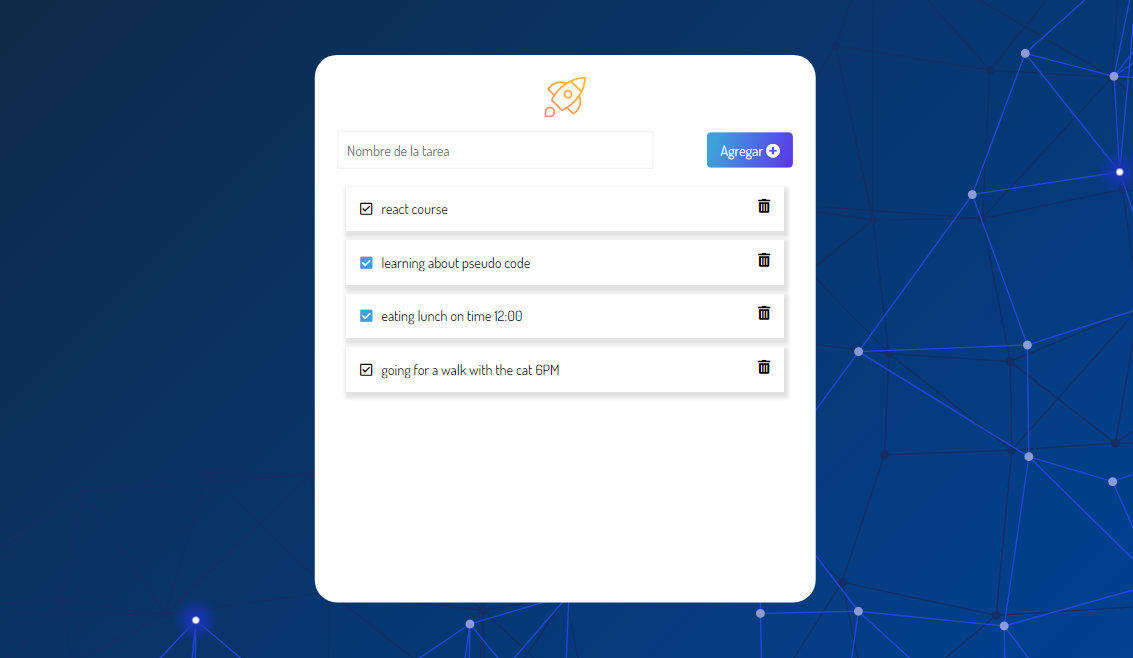 Nombre de la tarea
Agregar
react course
learning about pseudo code
eating lunch on time 12:00
going for a walk with the cat 6PM